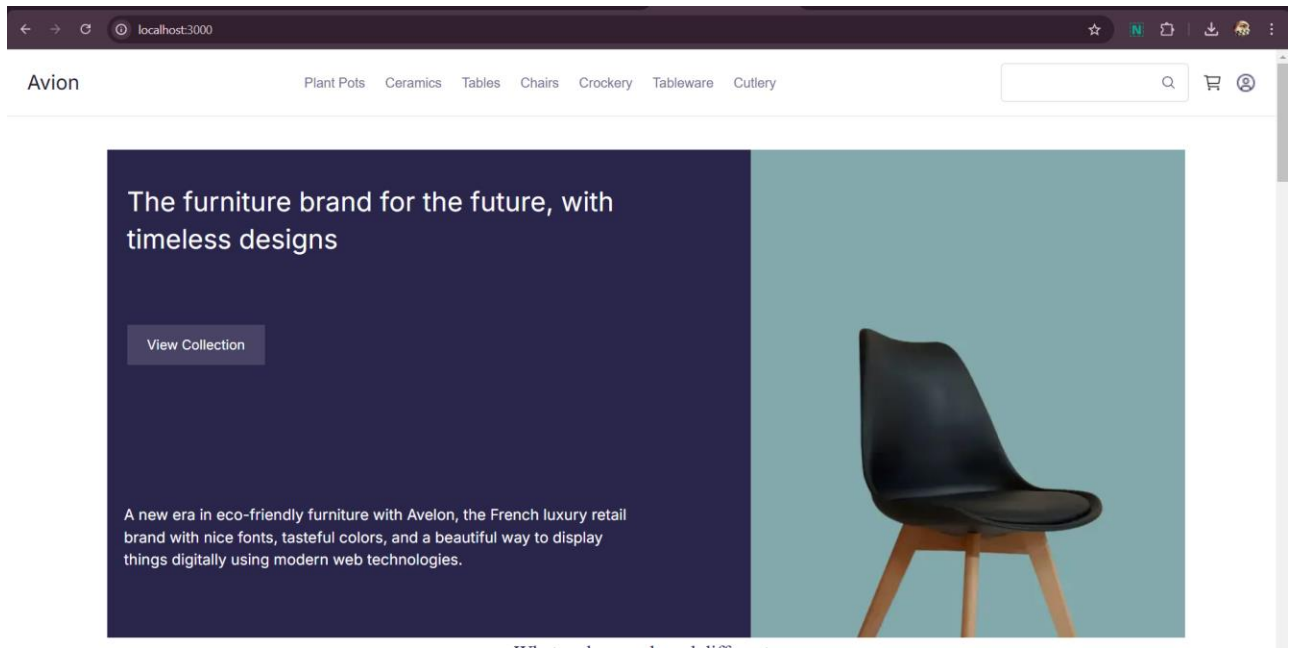 localhost:3000
N
Avion
Plant Pots Ceramics Tables Chairs Crockery Tableware Cutlery
The furniture brand for the future, with
timeless designs
View Collection
A new era in eco-friendly furniture with Avelon, the French luxury retail
brand with nice fonts, tasteful colors, and a beautiful way to display
things digitally using modern web technologies.